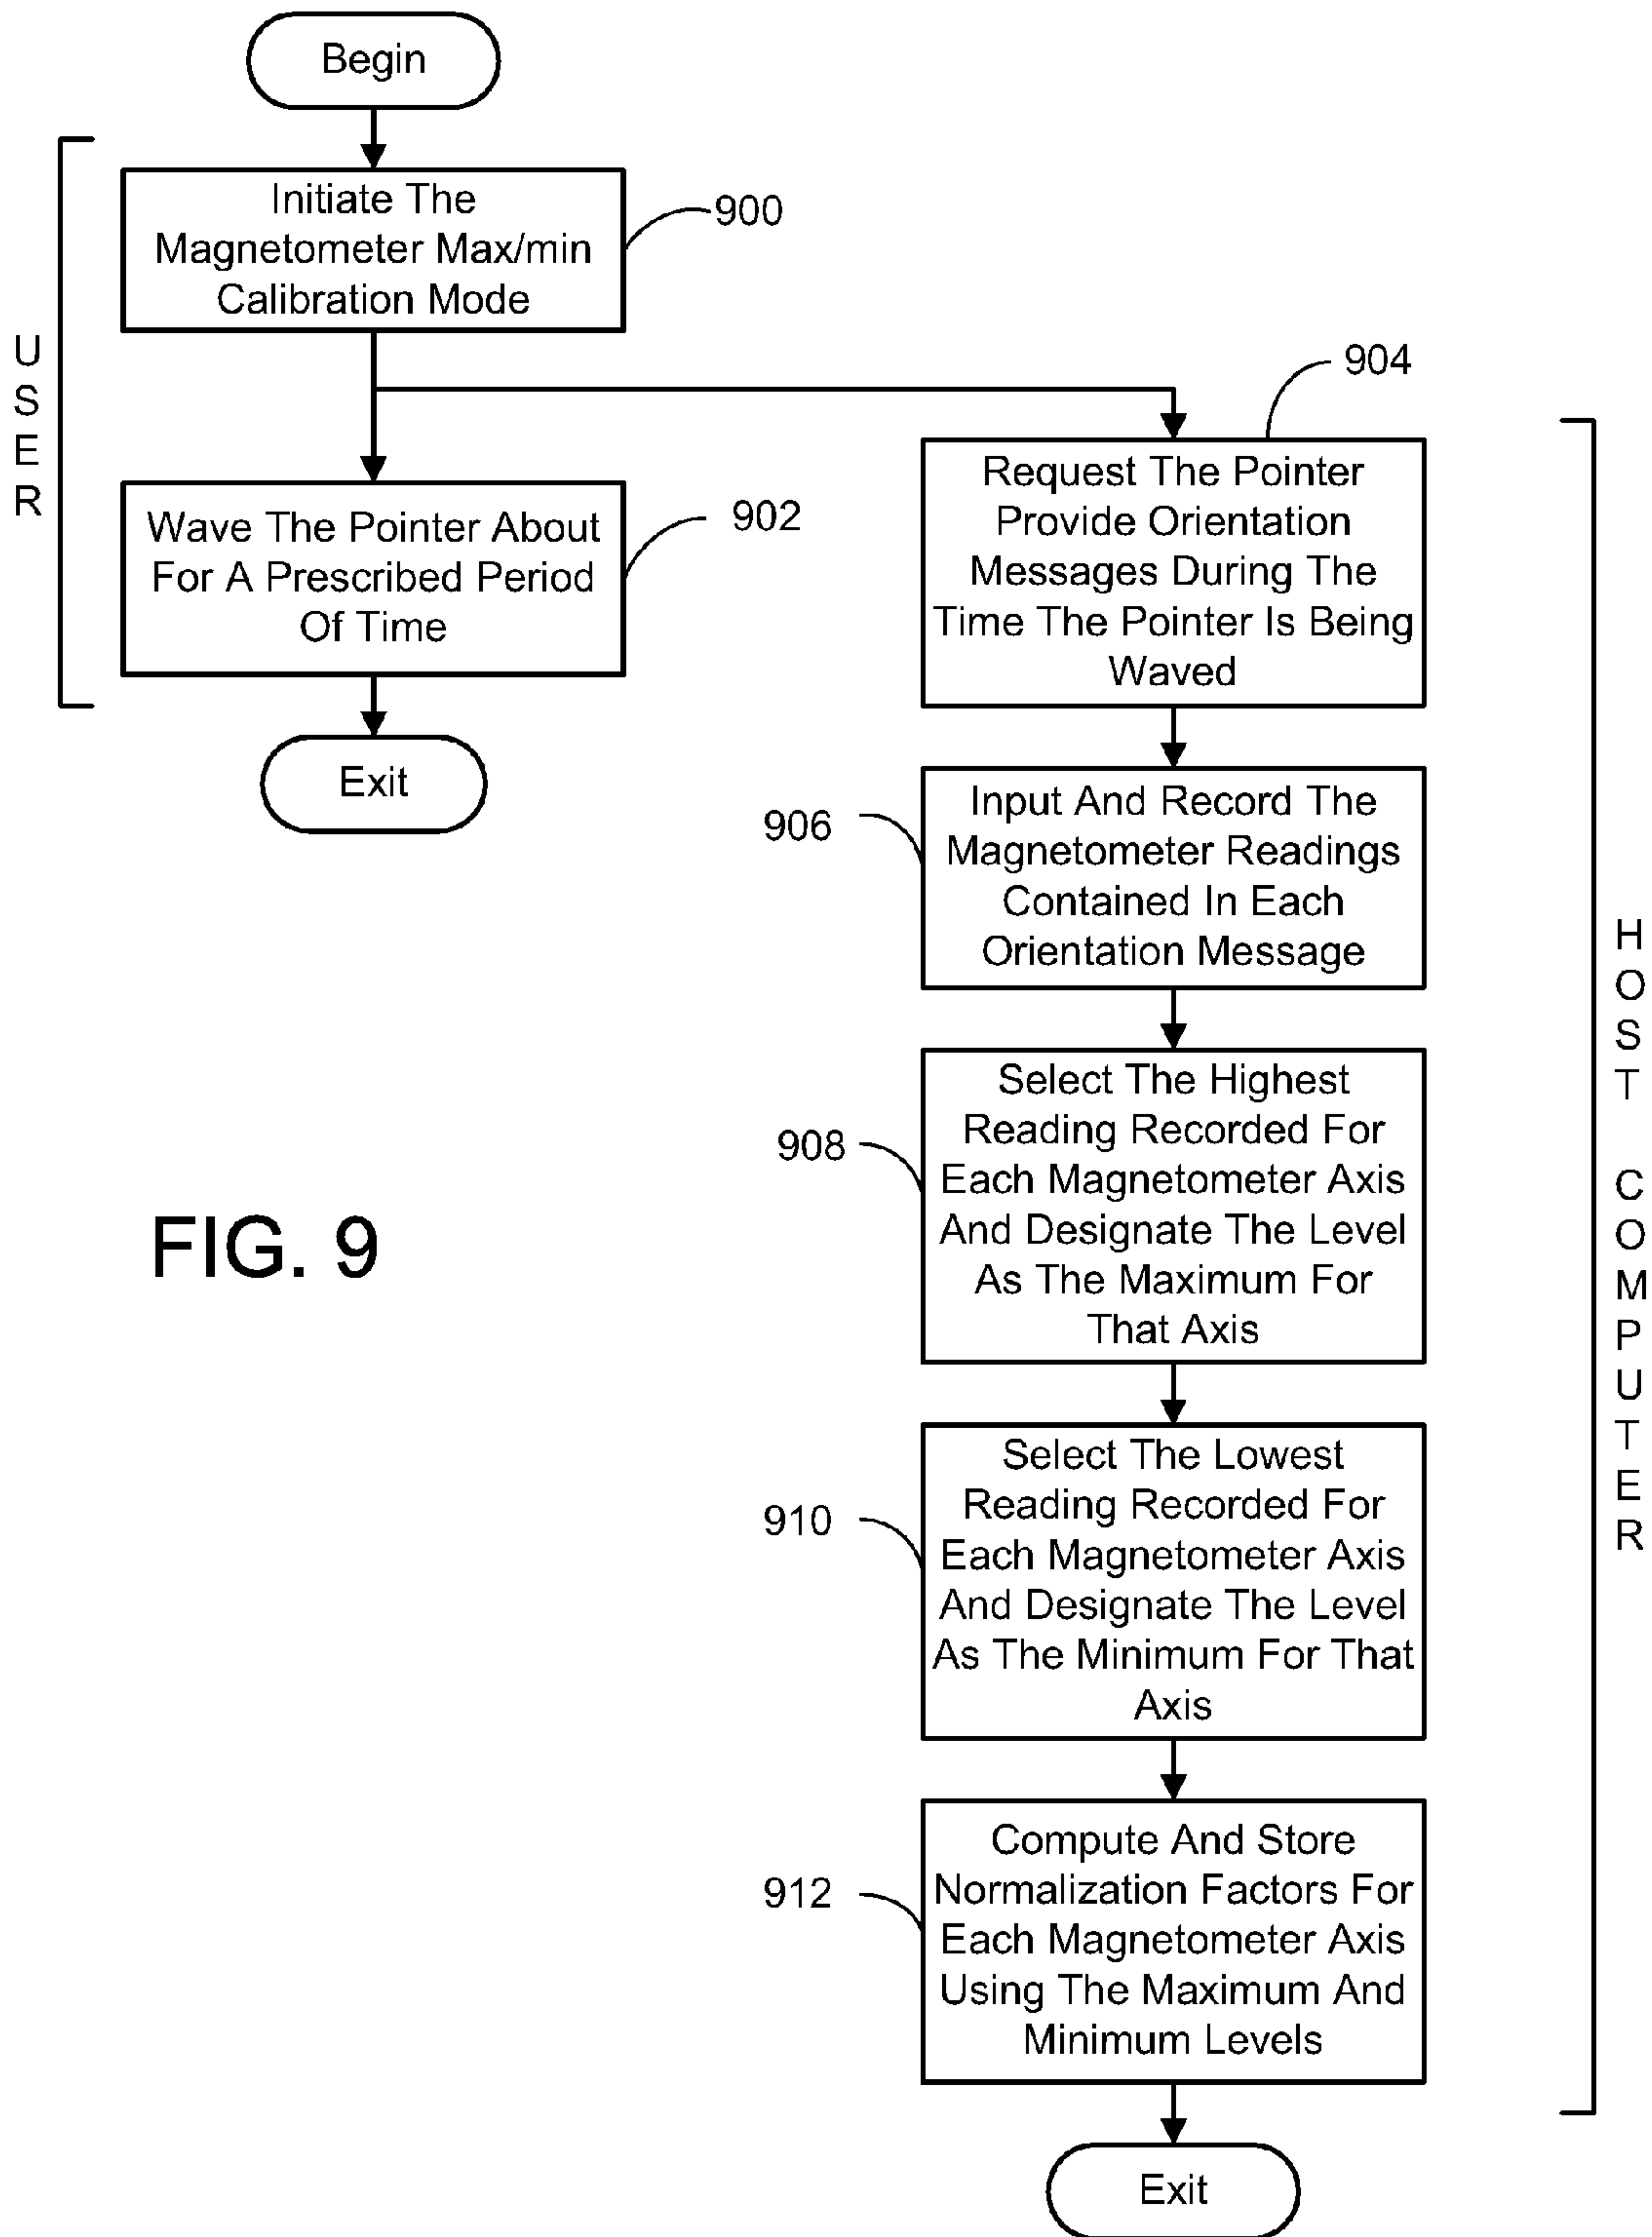 Begin
Initiate The
Magnetometer Max/min
Calibration Mode
900
USER
Wave The Pointer About
For A Prescribed Period
Of Time
902
Exit
904
Request The Pointer
Provide Orientation
Messages During The
Time The Pointer Is Being
Waved
906
Input And Record The
Magnetometer Readings
Contained In Each
Orientation Message
908
Select The Highest
Reading Recorded For
Each Magnetometer Axis
And Designate The Level
As The Maximum For
That Axis
910
Select The Lowest
Reading Recorded For
Each Magnetometer Axis
And Designate The Level
As The Minimum For That
Axis
912
Compute And Store
Normalization Factors For
Each Magnetometer Axis
Using The Maximum And
Minimum Levels
Exit
HOST COMPUTER
FIG. 9